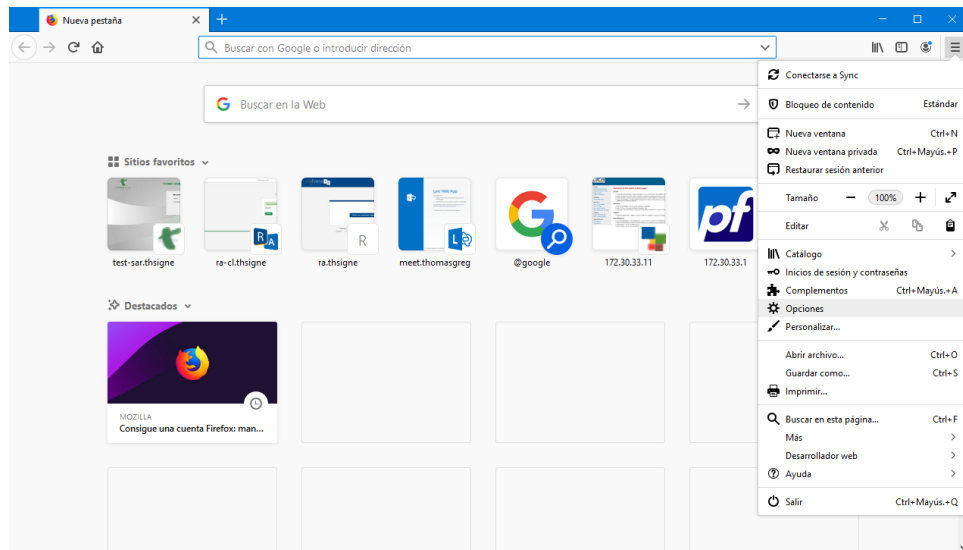 Nueva pestaña
Buscar con Google o introducir dirección
Buscar en la Web
Sitios favoritos
test-sar.thsigne
ra-cl.thsigne
ra.thsigne
meet.thomasgreg
@google
172.30.33.11
172.30.33.1
R
Lync Web App
pf
Destacados
MOZILLA
Consigue una cuenta Firefox: man...
Conectarse a Sync
Bloqueo de contenido Estándar
Nueva ventana Ctrl+N
Nueva ventana privada Ctrl+Mayús.+P
Restaurar sesión anterior
Tamaño 100%
Editar
Catálogo
Inicios de sesión y contraseñas
Complementos Ctrl+Mayús.+A
Opciones
Personalizar...
Abrir archivo... Ctrl+O
Guardar como... Ctrl+S
Imprimir...
Buscar en esta página... Ctrl+F
Más
Desarrollador web
Ayuda
Salir Ctrl+Mayús.+Q